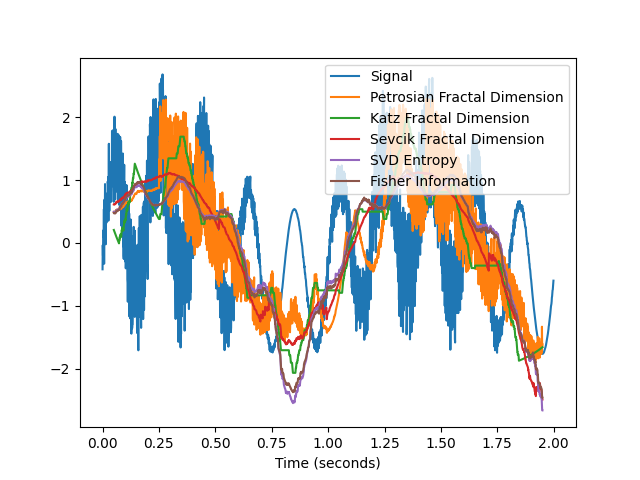 Signal
Petrosian Fractal Dimension
Katz Fractal Dimension
Sevcik Fractal Dimension
SVD Entropy
Fisher Information
2
1
0
−1
−2
0.00 0.25 0.50 0.75 1.00 1.25 1.50 1.75 2.00
Time (seconds)